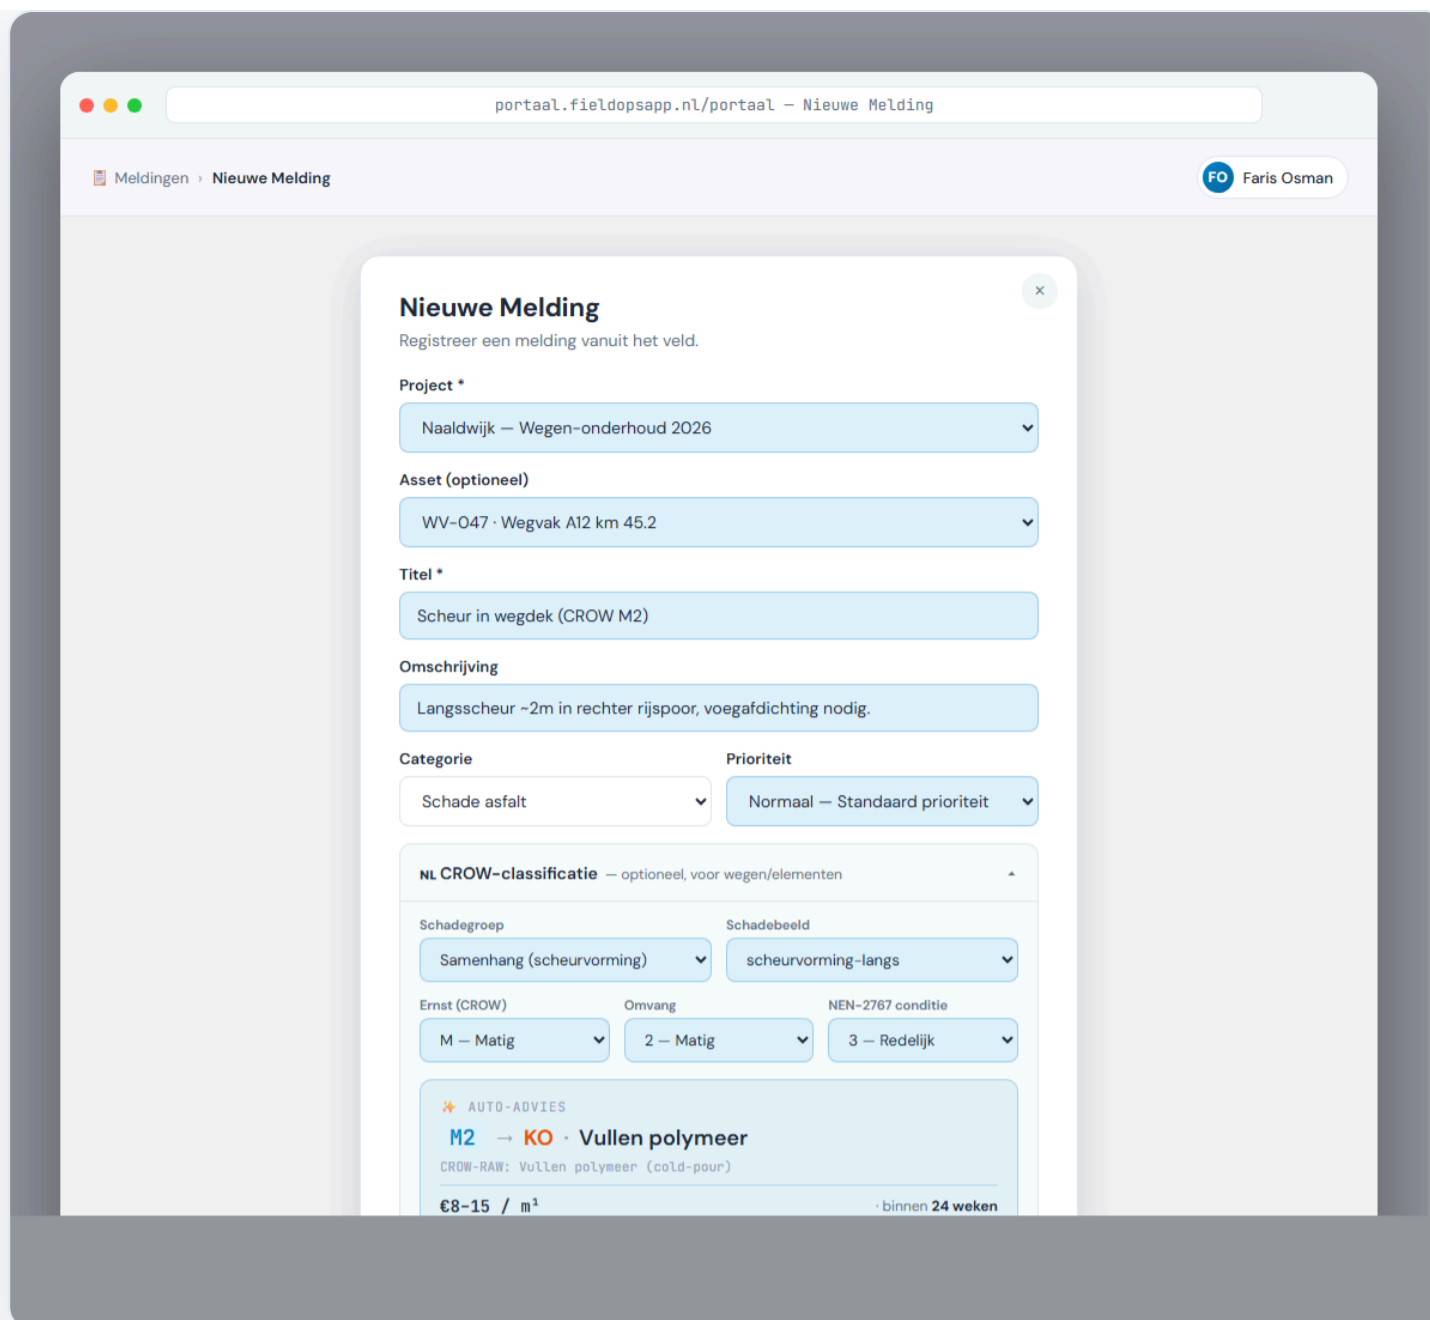 portaal.fieldopsapp.nl/portaal — Nieuwe Melding
Meldingen › Nieuwe Melding
FO Faris Osman
×
Nieuwe Melding
Registreer een melding vanuit het veld.
Project *
Naaldwijk — Wegen-onderhoud 2026
Asset (optioneel)
WV-047 · Wegvak A12 km 45.2
Titel *
Scheur in wegdek (CROW M2)
Omschrijving
Langsscheur ~2m in rechter rijspoor, voegafdichting nodig.
Categorie Prioriteit
Schade asfalt Normaal — Standaard prioriteit
NL CROW-classificatie — optioneel, voor wegen/elementen
Schadegroep Schadebeeld
Samenhang (scheurvorming) scheurvorming-langs
Ernst (CROW) Omvang NEN-2767 conditie
M — Matig 2 — Matig 3 — Redelijk
✨ AUTO-ADVIES
M2 → KO · Vullen polymeer
CROW-RAW: Vullen polymeer (cold-pour)
€8-15 / m¹ · binnen 24 weken